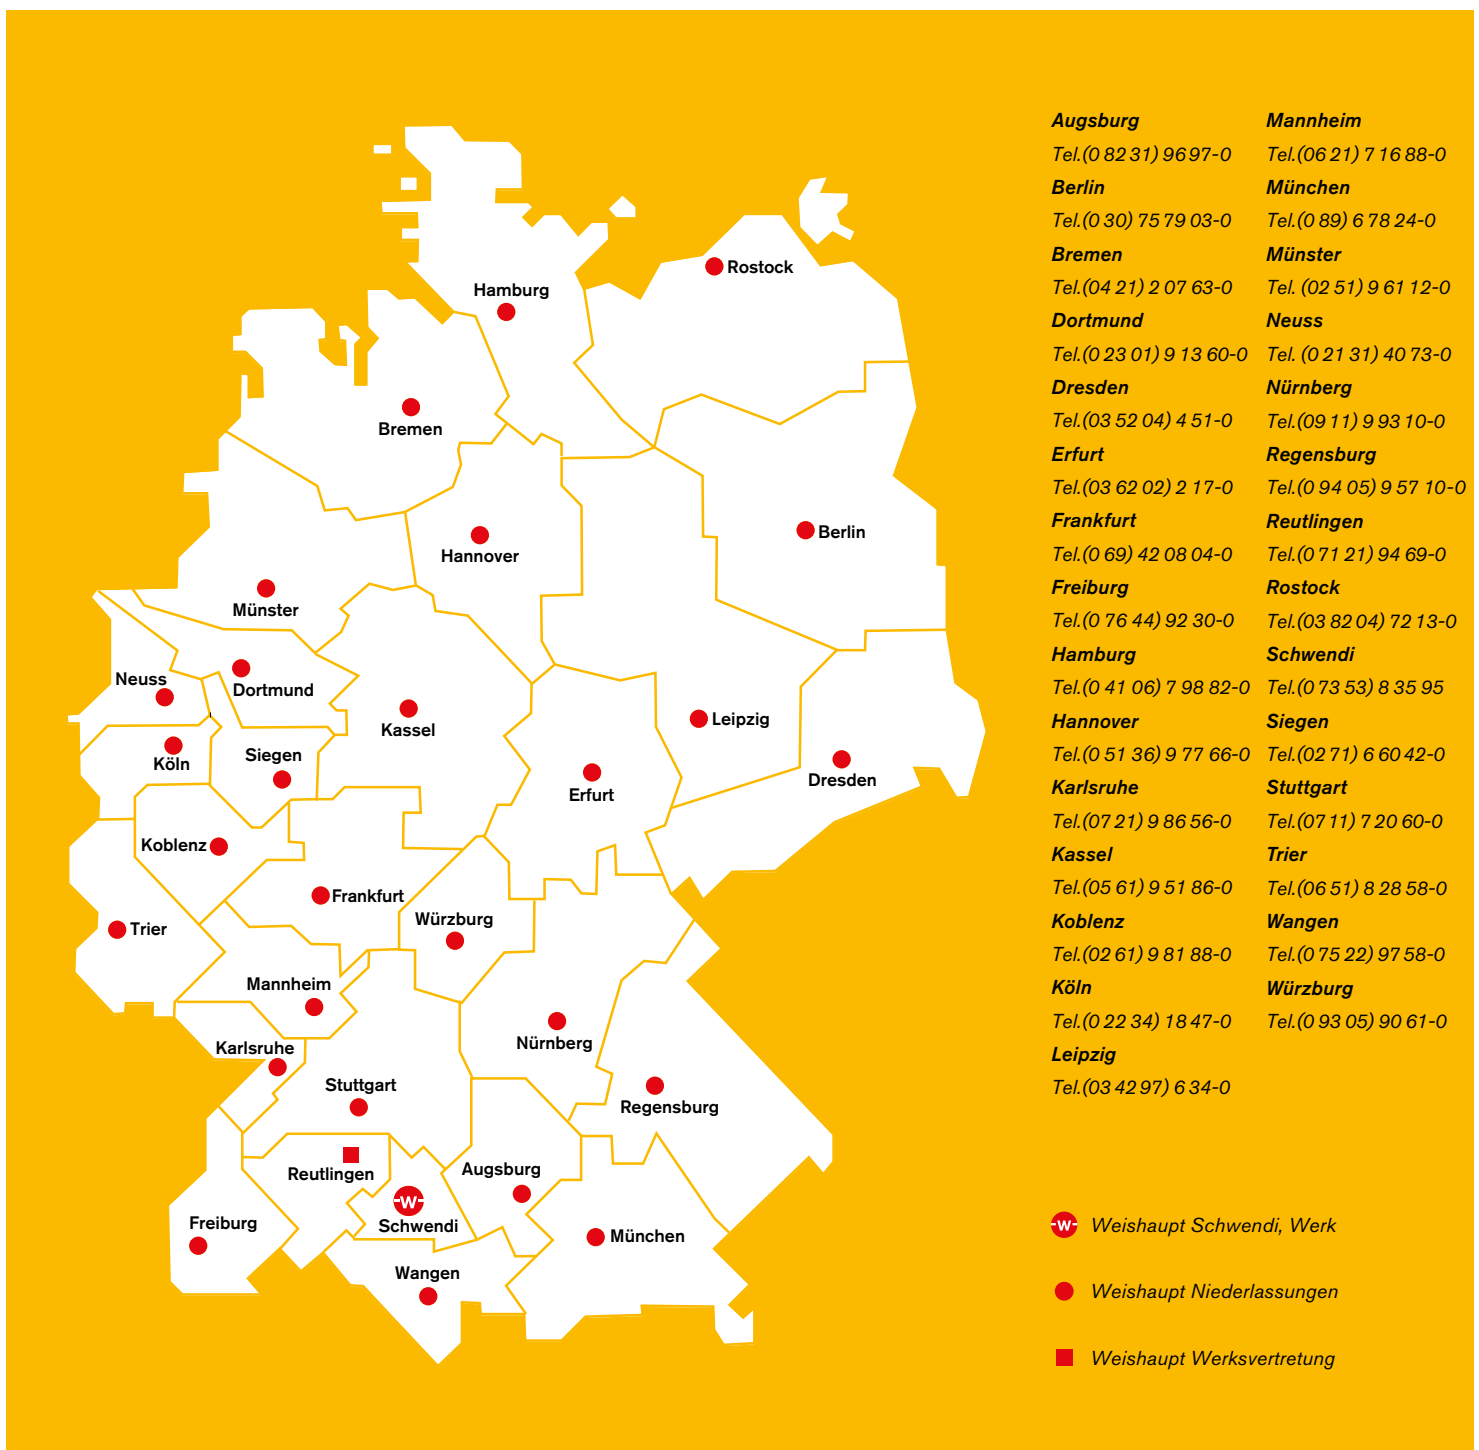 Hamburg
Rostock
Bremen
Hannover
Berlin
Münster
Neuss
Dortmund
Kassel
Leipzig
Köln
Siegen
Dresden
Erfurt
Koblenz
Frankfurt
Trier
Würzburg
Mannheim
Nürnberg
Karlsruhe
Stuttgart
Regensburg
Reutlingen
Augsburg
-w-
Schwendi
Freiburg
München
Wangen
Augsburg
Tel.(0 82 31) 96 97-0
Berlin
Tel.(0 30) 75 79 03-0
Bremen
Tel.(04 21) 2 07 63-0
Dortmund
Tel.(0 23 01) 9 13 60-0
Dresden
Tel.(03 52 04) 4 51-0
Erfurt
Tel.(03 62 02) 2 17-0
Frankfurt
Tel.(0 69) 42 08 04-0
Freiburg
Tel.(0 76 44) 92 30-0
Hamburg
Tel.(0 41 06) 7 98 82-0
Hannover
Tel.(0 51 36) 9 77 66-0
Karlsruhe
Tel.(07 21) 9 86 56-0
Kassel
Tel.(05 61) 9 51 86-0
Koblenz
Tel.(02 61) 9 81 88-0
Köln
Tel.(0 22 34) 18 47-0
Leipzig
Tel.(03 42 97) 6 34-0
Mannheim
Tel.(06 21) 7 16 88-0
München
Tel.(0 89) 6 78 24-0
Münster
Tel. (02 51) 9 61 12-0
Neuss
Tel. (0 21 31) 40 73-0
Nürnberg
Tel.(09 11) 9 93 10-0
Regensburg
Tel.(0 94 05) 9 57 10-0
Reutlingen
Tel.(0 71 21) 94 69-0
Rostock
Tel.(03 82 04) 72 13-0
Schwendi
Tel.(0 73 53) 8 35 95
Siegen
Tel.(02 71) 6 60 42-0
Stuttgart
Tel.(07 11) 7 20 60-0
Trier
Tel.(06 51) 8 28 58-0
Wangen
Tel.(0 75 22) 97 58-0
Würzburg
Tel.(0 93 05) 90 61-0
-w- Weishaupt Schwendi, Werk
Weishaupt Niederlassungen
Weishaupt Werksvertretung